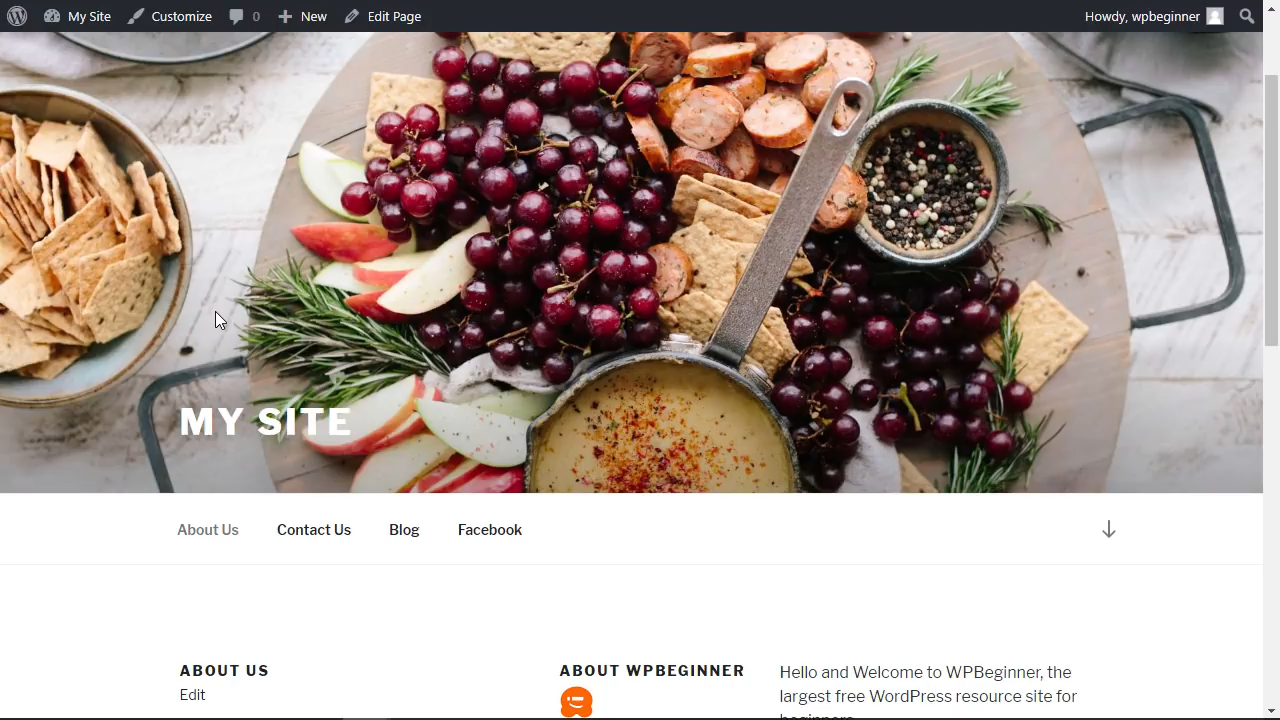 My Site Customize 0 New Edit Page Howdy, wpbeginner
MY SITE
About Us Contact Us Blog Facebook
ABOUT US
Edit
ABOUT WPBEGINNER
Hello and Welcome to WPBeginner, the
largest free WordPress resource site for
beginners